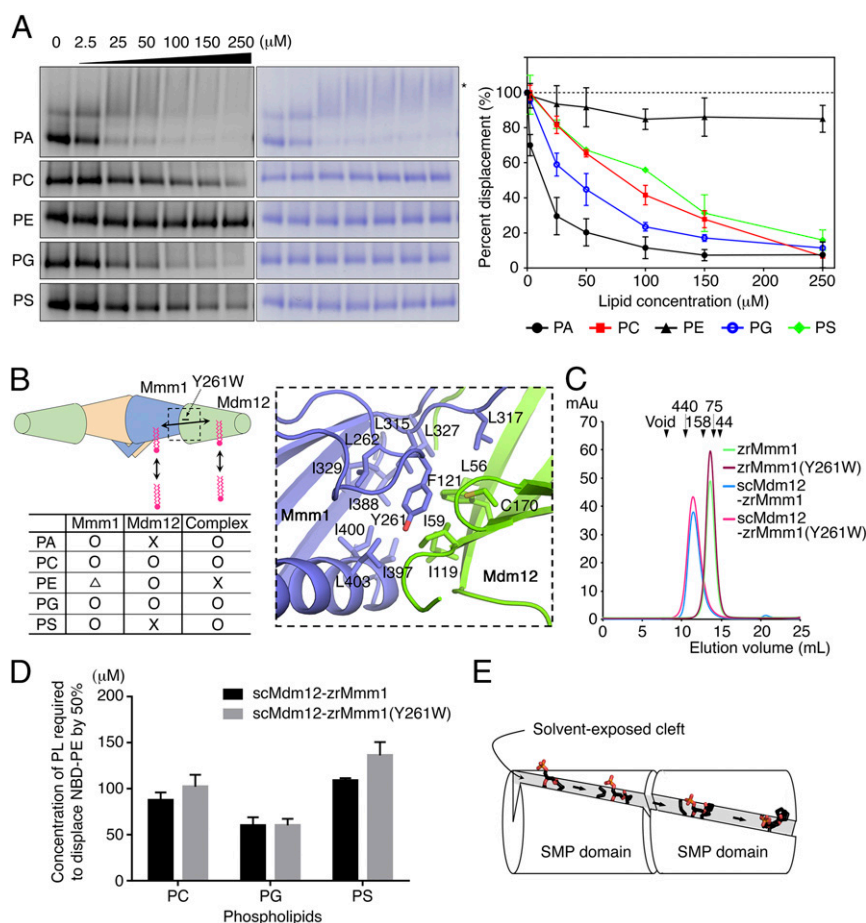 A
0 2.5 25 50 100 150 250 (μM)
*
PA
PC
PE
PG
PS
Percent displacement (%)
100
80
60
40
20
0
0 50 100 150 200 250
Lipid concentration (μM)
PA PC PE PG PS
B
Mmm1
Y261W
Mdm12
Mmm1 Mdm12 Complex
PA O X O
PC O O O
PE △ O X
PG O O O
PS O X O
L315
L327
L317
L262
I329
L56
F121
I388
C170
Mmm1
Y261
I59
I400
I119
I397
L403
Mdm12
C
mAu
Void
440
158
75
44
70
60
50
40
30
20
10
0
0 5 10 15 20 25
Elution volume (mL)
zrMmm1
zrMmm1(Y261W)
scMdm12
-zrMmm1
scMdm12
-zrMmm1(Y261W)
D
(μM)
Concentration of PL required
to displace NBD-PE by 50%
200
150
100
50
0
scMdm12-zrMmm1
scMdm12-zrMmm1(Y261W)
PC PG PS
Phospholipids
E
Solvent-exposed cleft
SMP domain
SMP domain